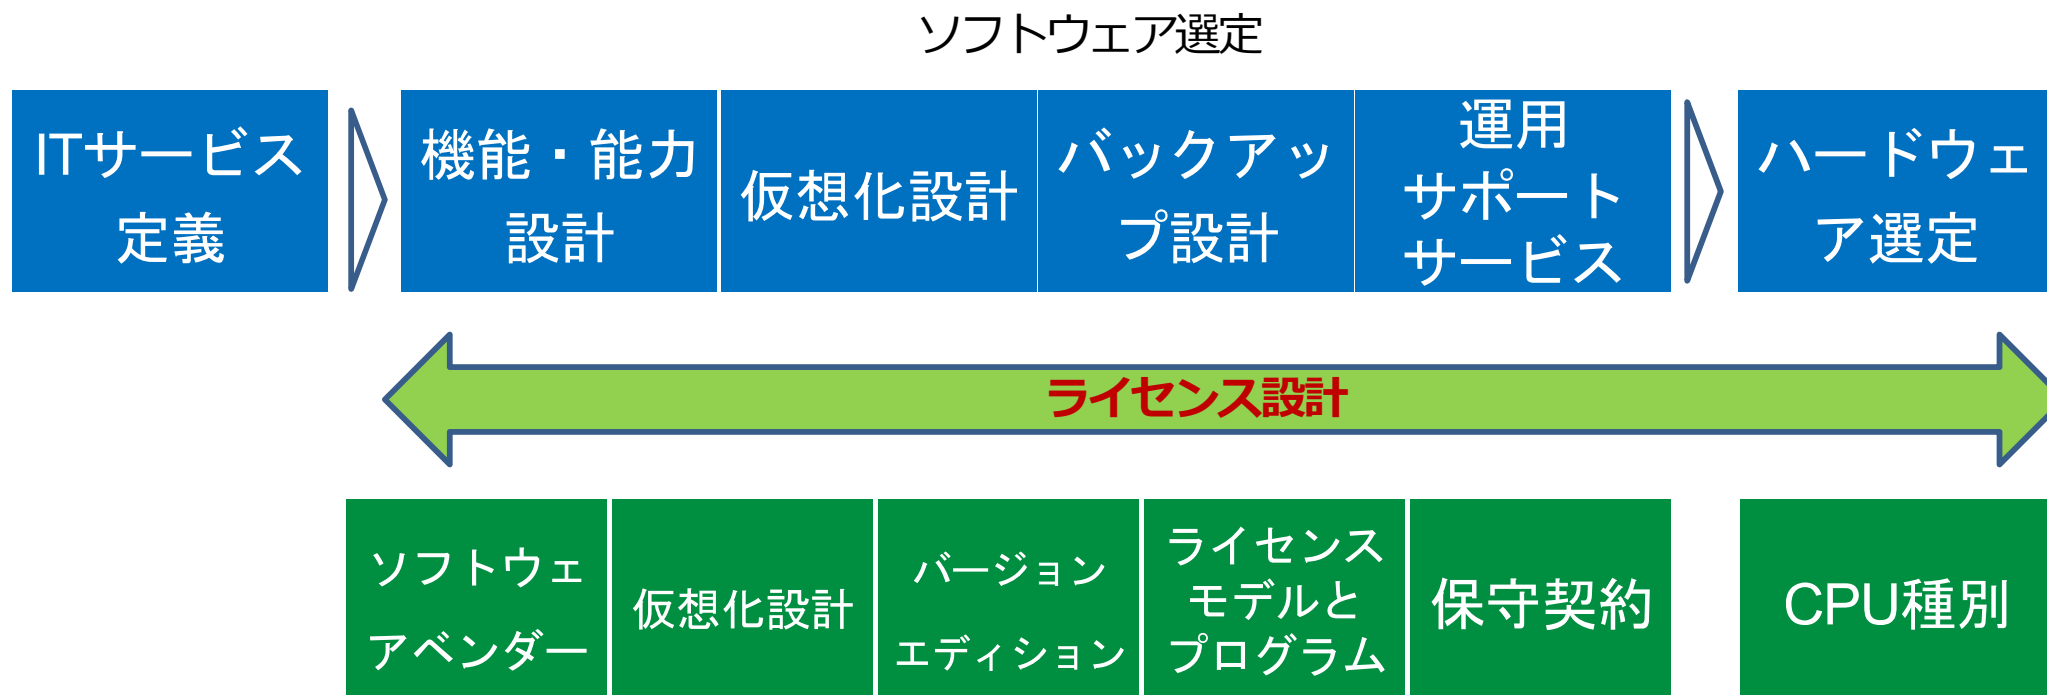 ソフトウェア選定
ITサービス
定義
機能・能力
設計
仮想化設計
バックアッ
プ設計
運用
サポート
サービス
ハードウェ
ア選定
ライセンス設計
ソフトウェ
アベンダー
仮想化設計
バージョン
エディション
ライセンス
モデルと
プログラム
保守契約
CPU種別